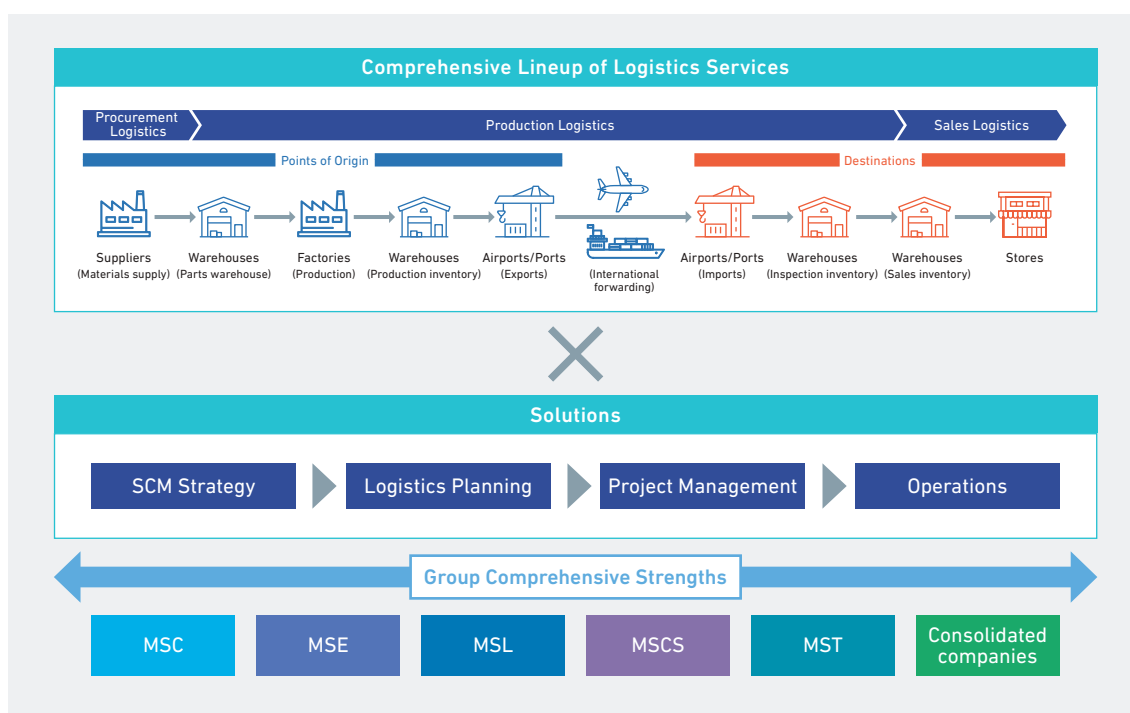 Comprehensive Lineup of Logistics Services
Procurement
Logistics
Production Logistics
Sales Logistics
Points of Origin
Destinations
Suppliers
(Materials supply)
Warehouses
(Parts warehouse)
Factories
(Production)
Warehouses
(Production inventory)
Airports/Ports
(Exports)
(International
forwarding)
Airports/Ports
(Imports)
Warehouses
(Inspection inventory)
Warehouses
(Sales inventory)
Stores
Solutions
SCM Strategy
Logistics Planning
Project Management
Operations
Group Comprehensive Strengths
MSC
MSE
MSL
MSCS
MST
Consolidated
companies